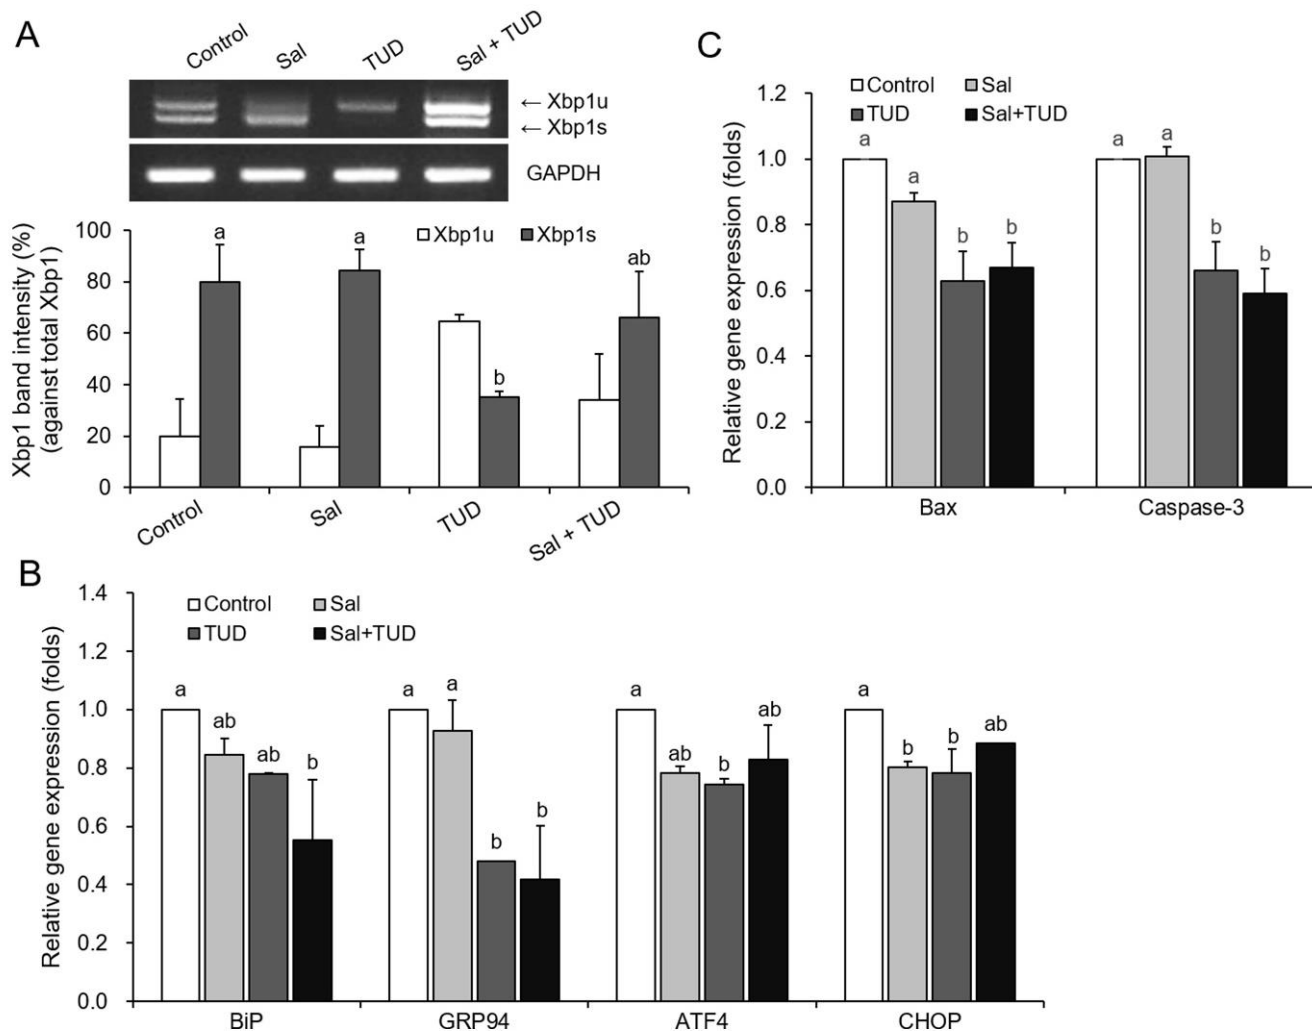 A
Control Sal TUD Sal + TUD
← Xbp1u
← Xbp1s
GAPDH
Xbp1 band intensity (%)
(against total Xbp1)
100
80
60
40
20
0
Xbp1u Xbp1s
a a b ab
Control Sal TUD Sal + TUD
C
Relative gene expression (folds)
1.2
1.0
0.8
0.6
0.4
0.2
0.0
Control Sal
TUD Sal+TUD
a a b b a a b b
Bax Caspase-3
B
Relative gene expression (folds)
1.4
1.2
1.0
0.8
0.6
0.4
0.2
0.0
Control Sal
TUD Sal+TUD
a ab ab b a a b b a ab b ab a b b ab
BiP GRP94 ATF4 CHOP